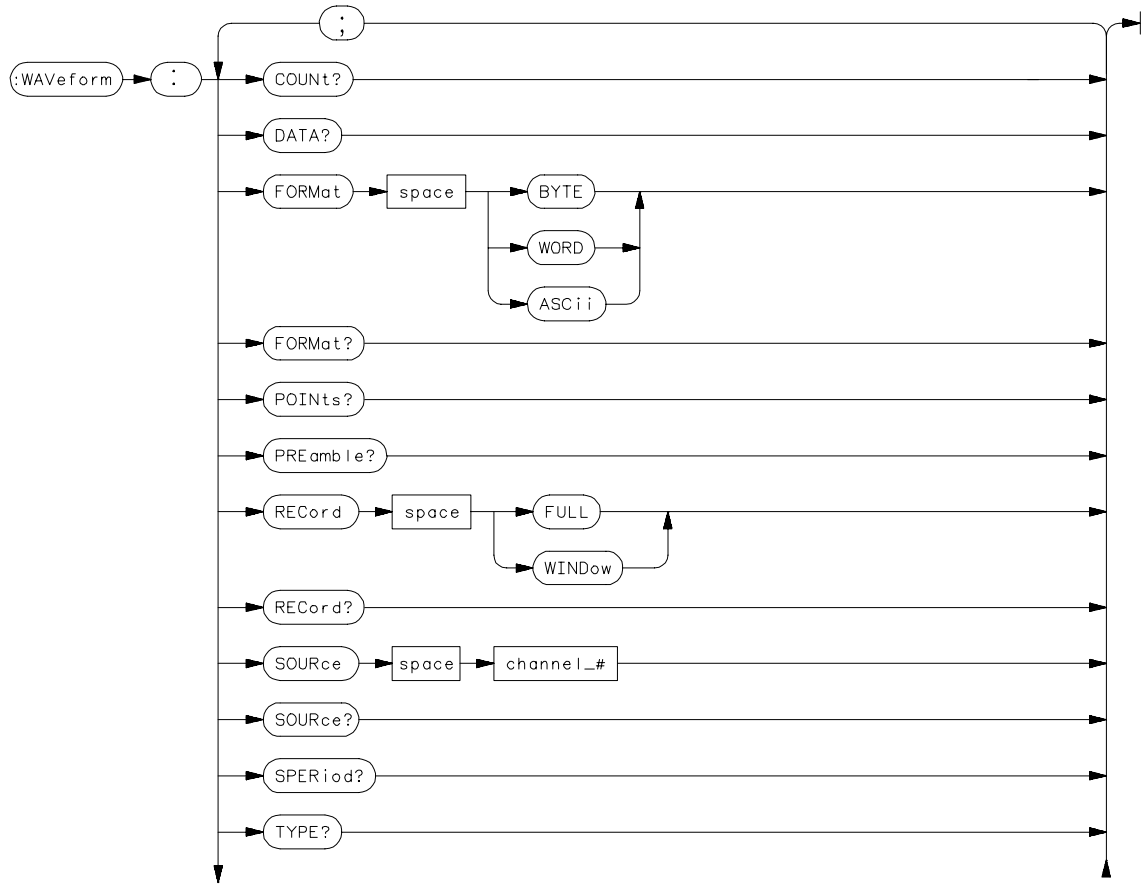 ;
:WAVeform : COUNt?
DATA?
FORMat space BYTE
WORD
ASCii
FORMat?
POINts?
PREamble?
RECord space FULL
WINDow
RECord?
SOURce space channel_#
SOURce?
SPERiod?
TYPE?